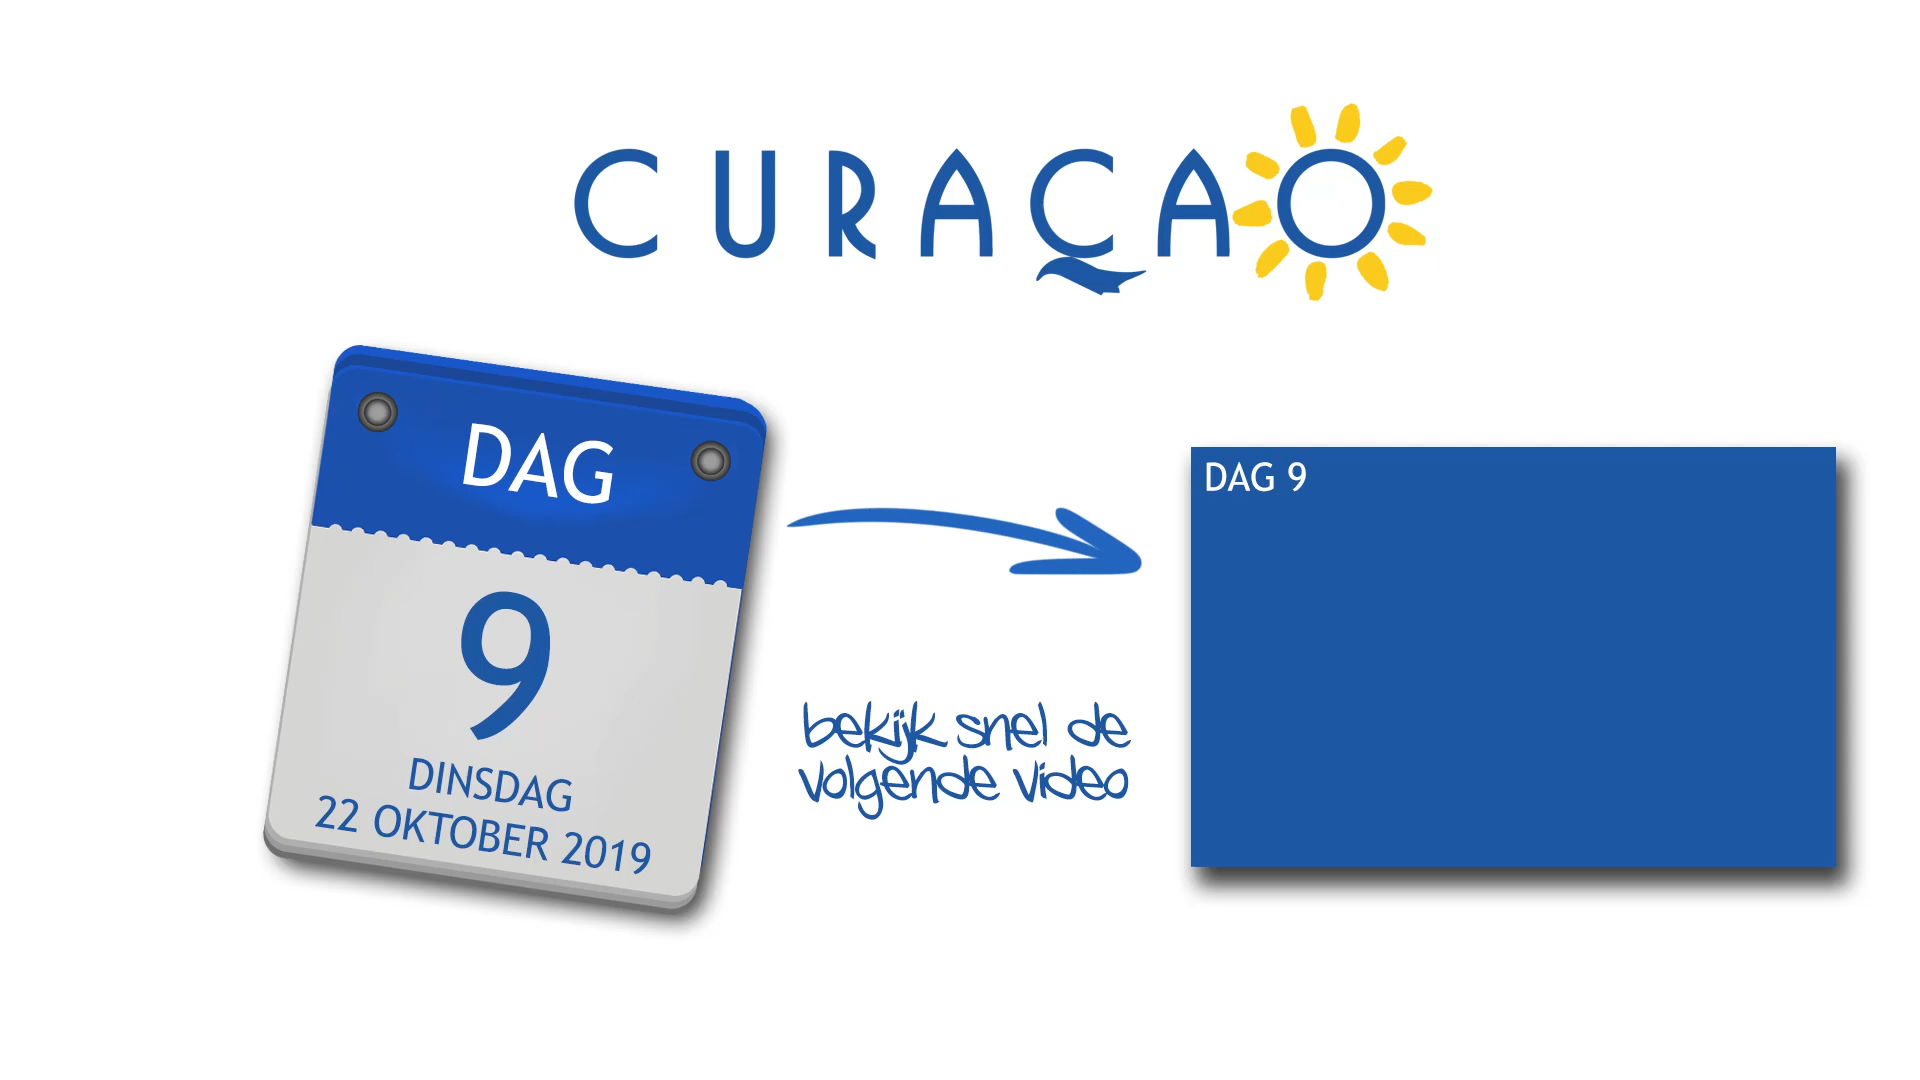 CURAÇAO
DAG
9
DINSDAG
22 OKTOBER 2019
bekijk snel de
volgende video
DAG 9